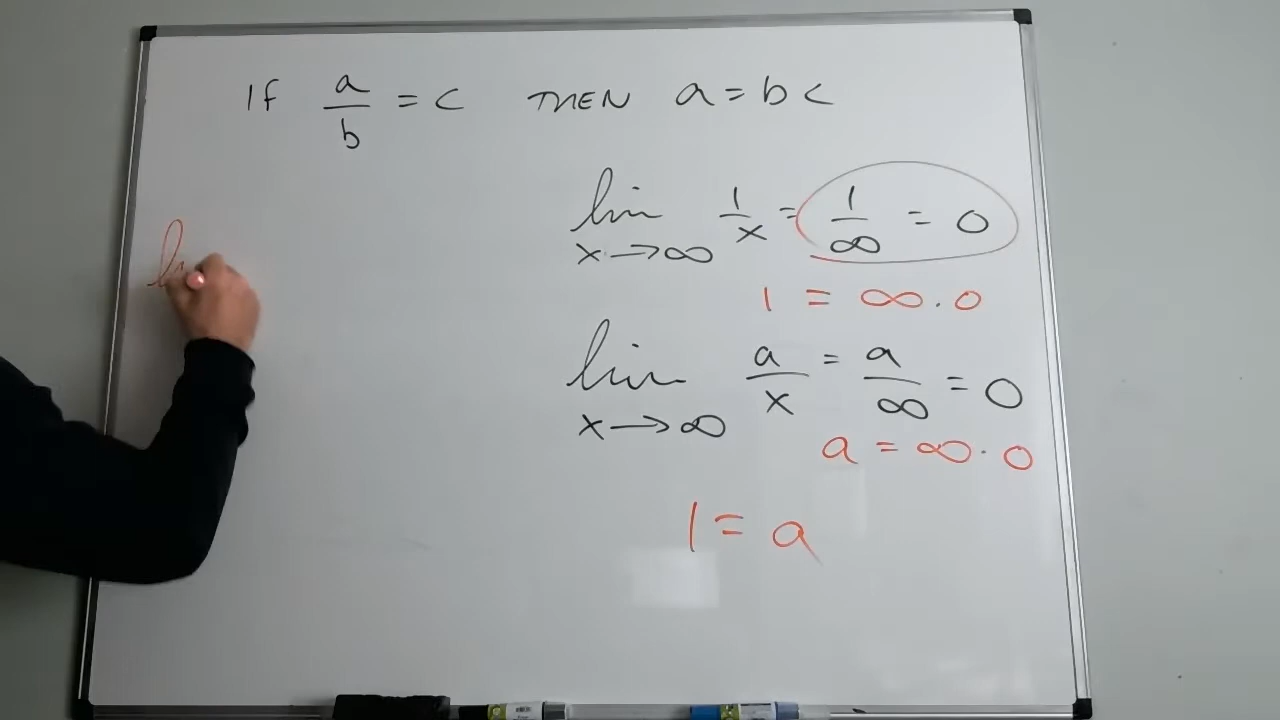 If a/b = c THEN a = bc
lim x→∞ 1/x = 1/∞ = 0
1 = ∞ · 0
lim x→∞ a/x = a/∞ = 0
a = ∞ · 0
1 = a